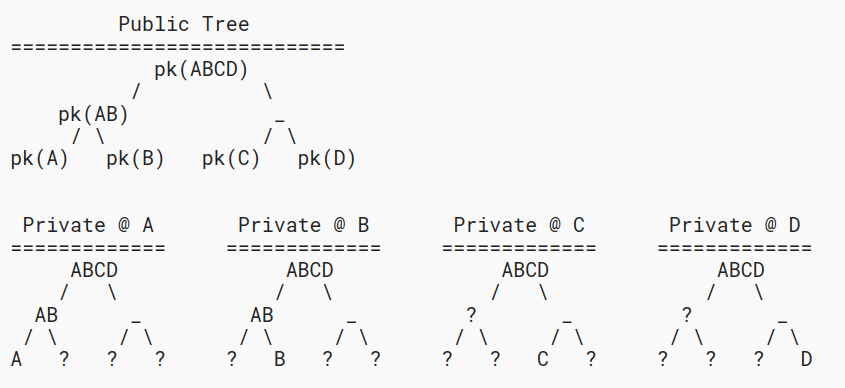 Public Tree
============================
            pk(ABCD)
          /          \
    pk(AB)            _
     / \             / \
pk(A)   pk(B)   pk(C)   pk(D)
 Private @ A       Private @ B       Private @ C       Private @ D
=============     =============     =============     =============
     ABCD              ABCD              ABCD              ABCD
    /   \             /   \             /   \             /   \
  AB      _         AB      _         ?       _         ?       _
 / \     / \       / \     / \       / \     / \       / \     / \
A   ?   ?   ?     ?   B   ?   ?     ?   ?   C   ?     ?   ?   ?   D